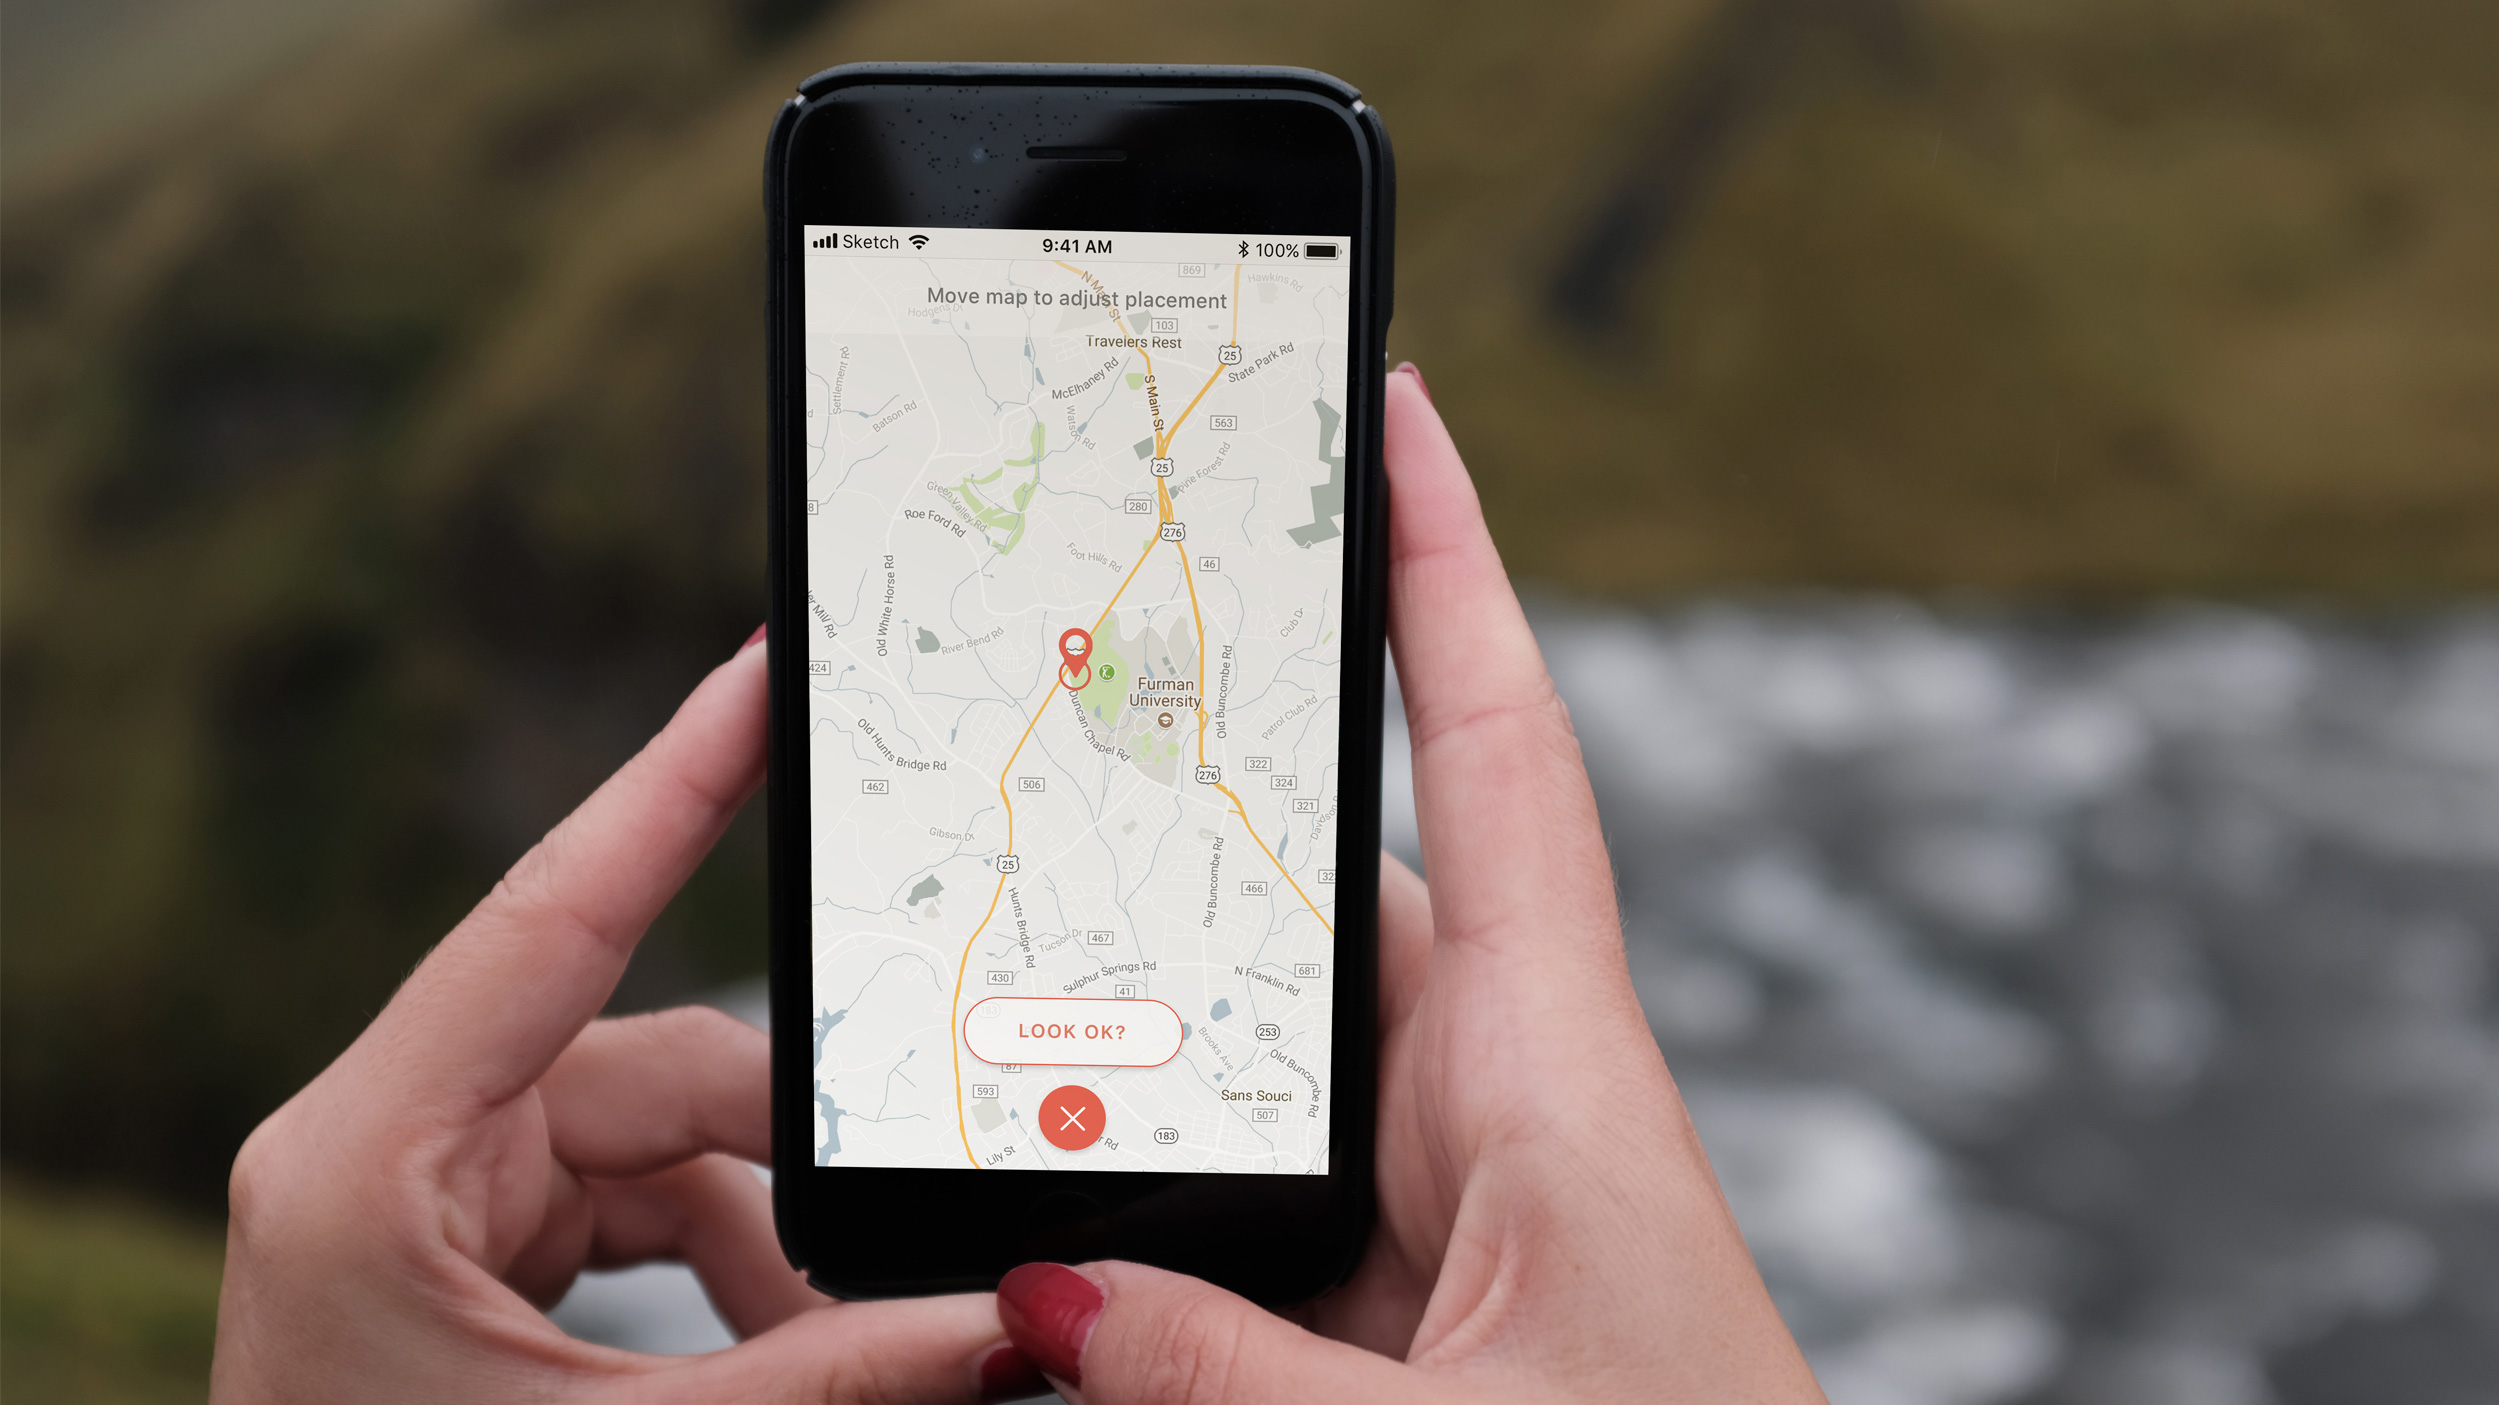 Sketch
9:41 AM
100%
869
Hawkins Rd
N Main St
Move map to adjust placement
Hodgens Dr
103
Travelers Rest
25
State Park Rd
McElhaney Rd
Settlement Rd
S Main St
Batson Rd
Watson Rd
563
25
Pine Forest Rd
Green Valley Rd
280
8
Roe Ford Rd
276
Foot Hills Rd
46
Old White Horse Rd
Mill Rd
Club D
River Bend Rd
424
Furman
University
Duncan Chapel Rd
Old Buncombe Rd
Patrol Club Rd
Old Hunts Bridge Rd
322
276
324
462
506
321
Gibson Dr
25
466
32
Old Buncombe Rd
Hunts Bridge Rd
Tucson Dr
467
Sulphur Springs Rd
N Franklin Rd
681
430
41
183
LOOK OK?
253
Brooks Ave
87
Old Buncombe Rd
593
Sans Souci
507
r Rd
183
Lily St